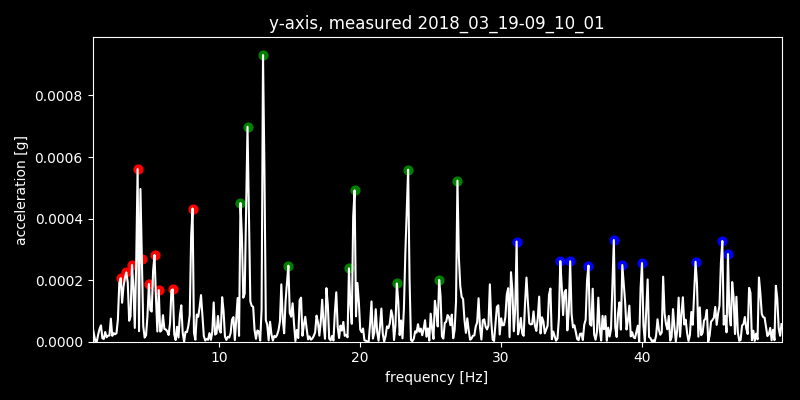 y-axis, measured 2018_03_19-09_10_01
acceleration [g]
0.0008
0.0006
0.0004
0.0002
0.0000
10 20 30 40
frequency [Hz]